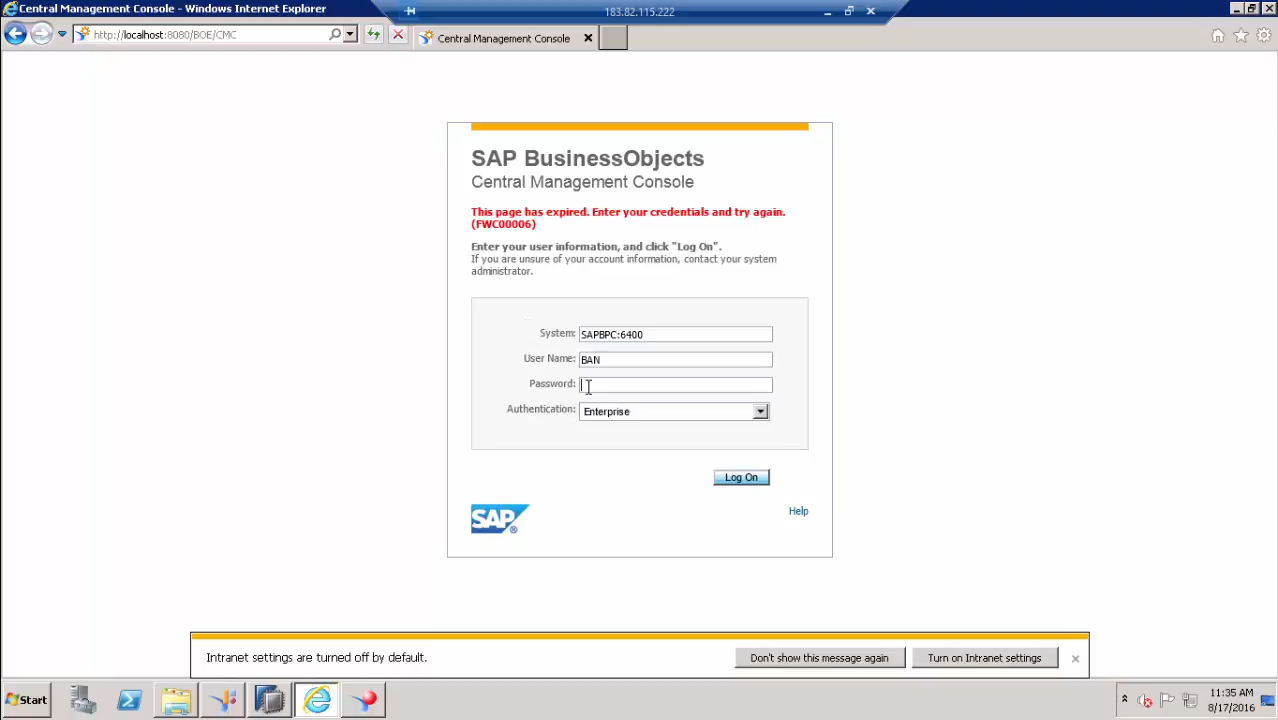 Central Management Console - Windows Internet Explorer
183.82.115.222
http://localhost:8080/BOE/CMC
Central Management Console
SAP BusinessObjects
Central Management Console
This page has expired. Enter your credentials and try again.
(FWC00006)
Enter your user information, and click "Log On".
If you are unsure of your account information, contact your system
administrator.
System: SAPBPC:6400
User Name: BAN
Password:
Authentication: Enterprise
Log On
SAP®
Help
Intranet settings are turned off by default.
Don't show this message again
Turn on Intranet settings
Start
11:35 AM
8/17/2016